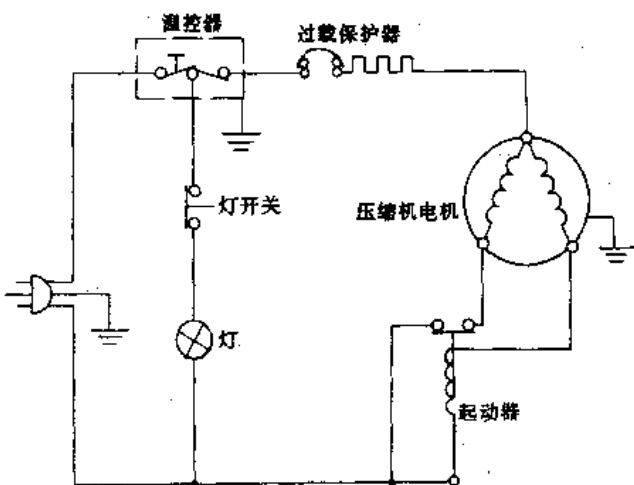 温控器
过载保护器
灯开关
压缩机电机
灯
起动器